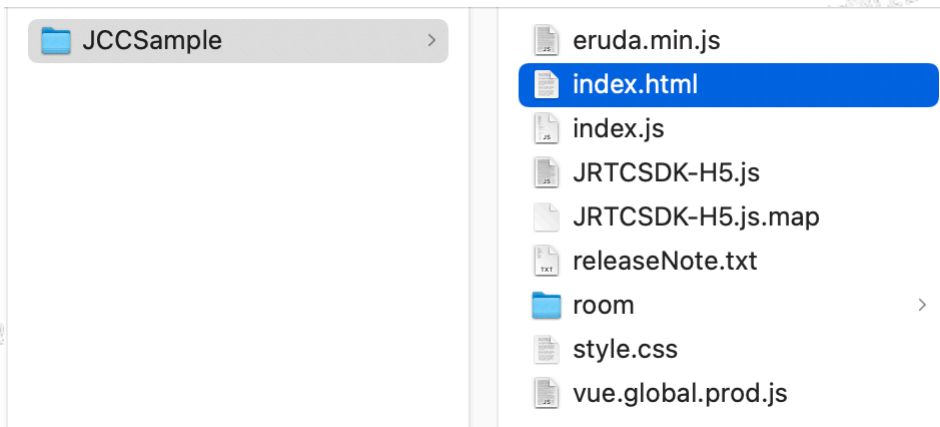 JCCSample
eruda.min.js
index.html
index.js
JRTCSDK-H5.js
JRTCSDK-H5.js.map
releaseNote.txt
room
style.css
vue.global.prod.js